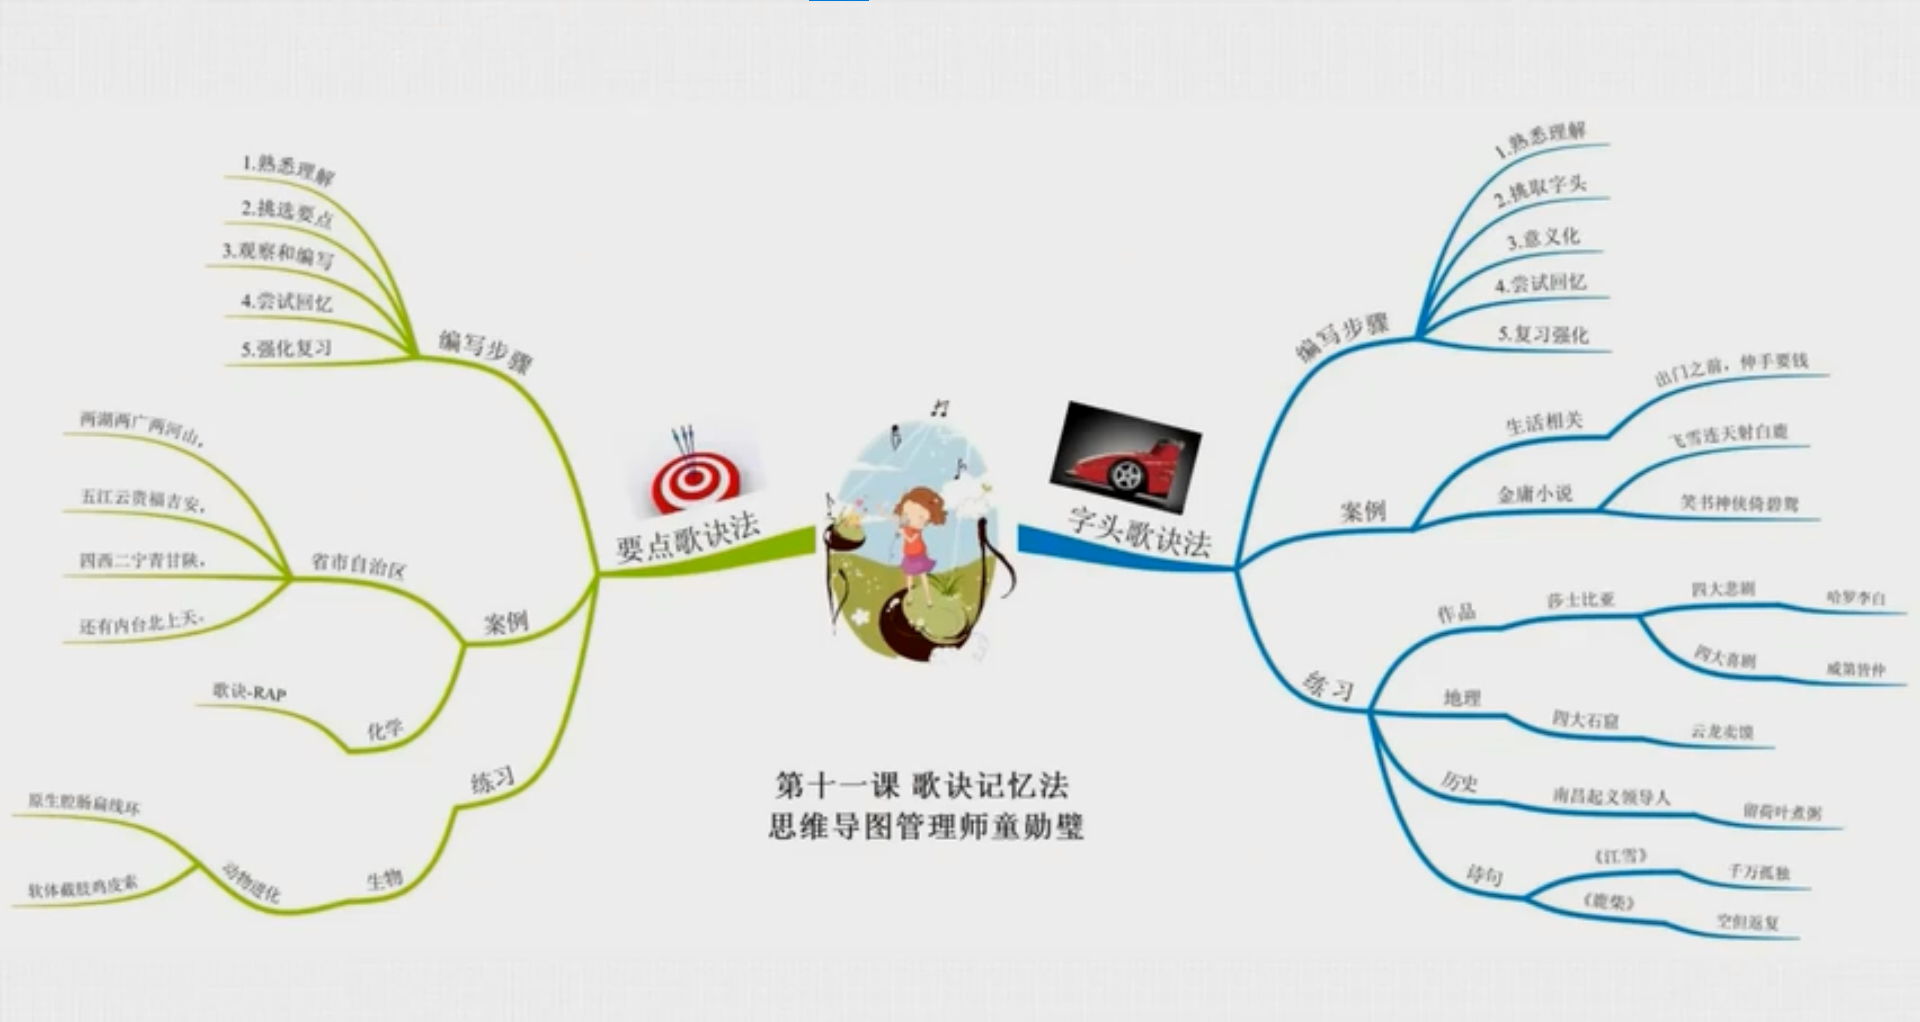 第十一课 歌诀记忆法
思维导图管理师童勋璧
字头歌诀法
编写步骤
1.熟悉理解
2.挑取字头
3.意义化
4.尝试回忆
5.复习强化
案例
生活相关
出门之前，伸手要钱
金庸小说
飞雪连天射白鹿
笑书神侠倚碧鸳
练习
作品
莎士比亚
四大悲剧
哈罗李白
四大喜剧
威第皆仲
地理
四大石窟
云龙卖馍
历史
南昌起义领导人
留荷叶煮粥
诗句
《江雪》
千万孤独
《鹿柴》
空但返复
要点歌诀法
编写步骤
1.熟悉理解
2.挑选要点
3.观察和编写
4.尝试回忆
5.强化复习
案例
省市自治区
两湖两广两河山，
五江云贵福吉安，
四西二宁青甘陕，
还有内台北上天。
化学
歌诀-RAP
练习
生物
动物进化
原生腔肠扁线环
软体截肢鸡皮索